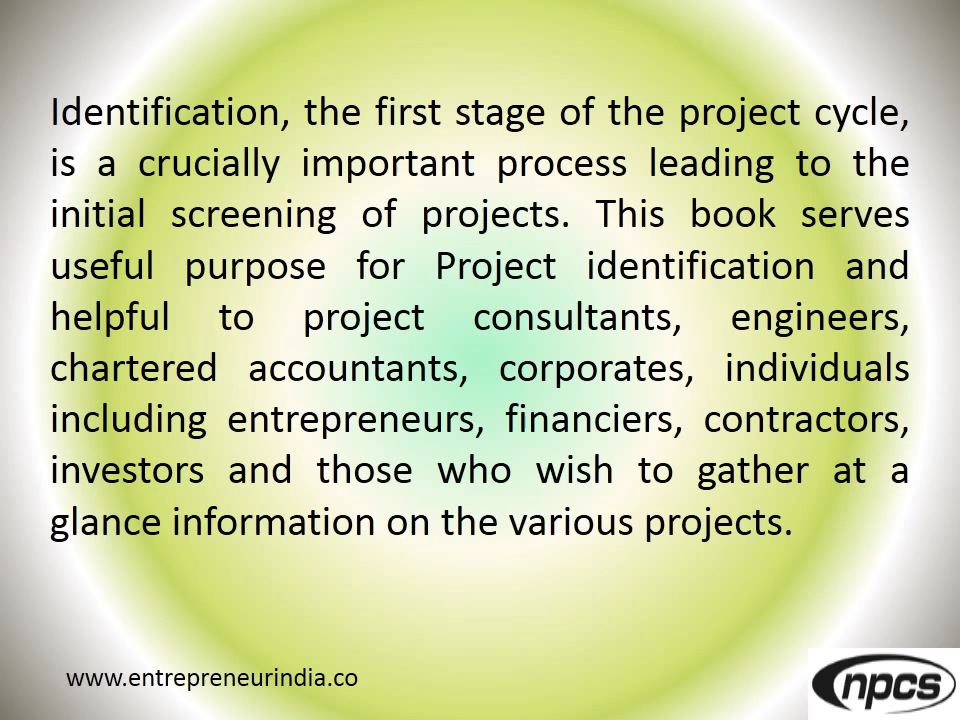 Identification, the first stage of the project cycle,
is a crucially important process leading to the
initial screening of projects. This book serves
useful purpose for Project identification and
helpful to project consultants, engineers,
chartered accountants, corporates, individuals
including entrepreneurs, financiers, contractors,
investors and those who wish to gather at a
glance information on the various projects.
www.entrepreneurindia.co
npcs